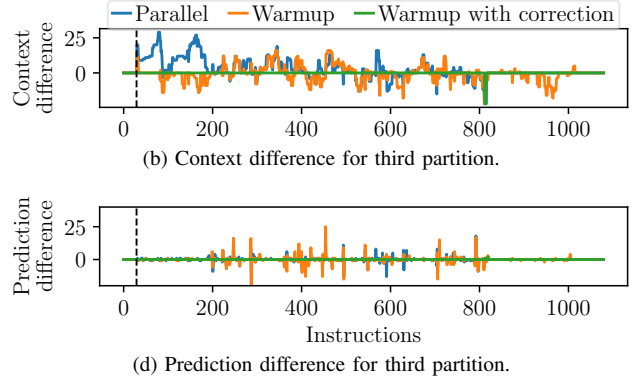 Parallel Warmup Warmup with correction
Context
difference
25
0
0 200 400 600 800 1000
(b) Context difference for third partition.
Prediction
difference
25
0
0 200 400 600 800 1000
Instructions
(d) Prediction difference for third partition.